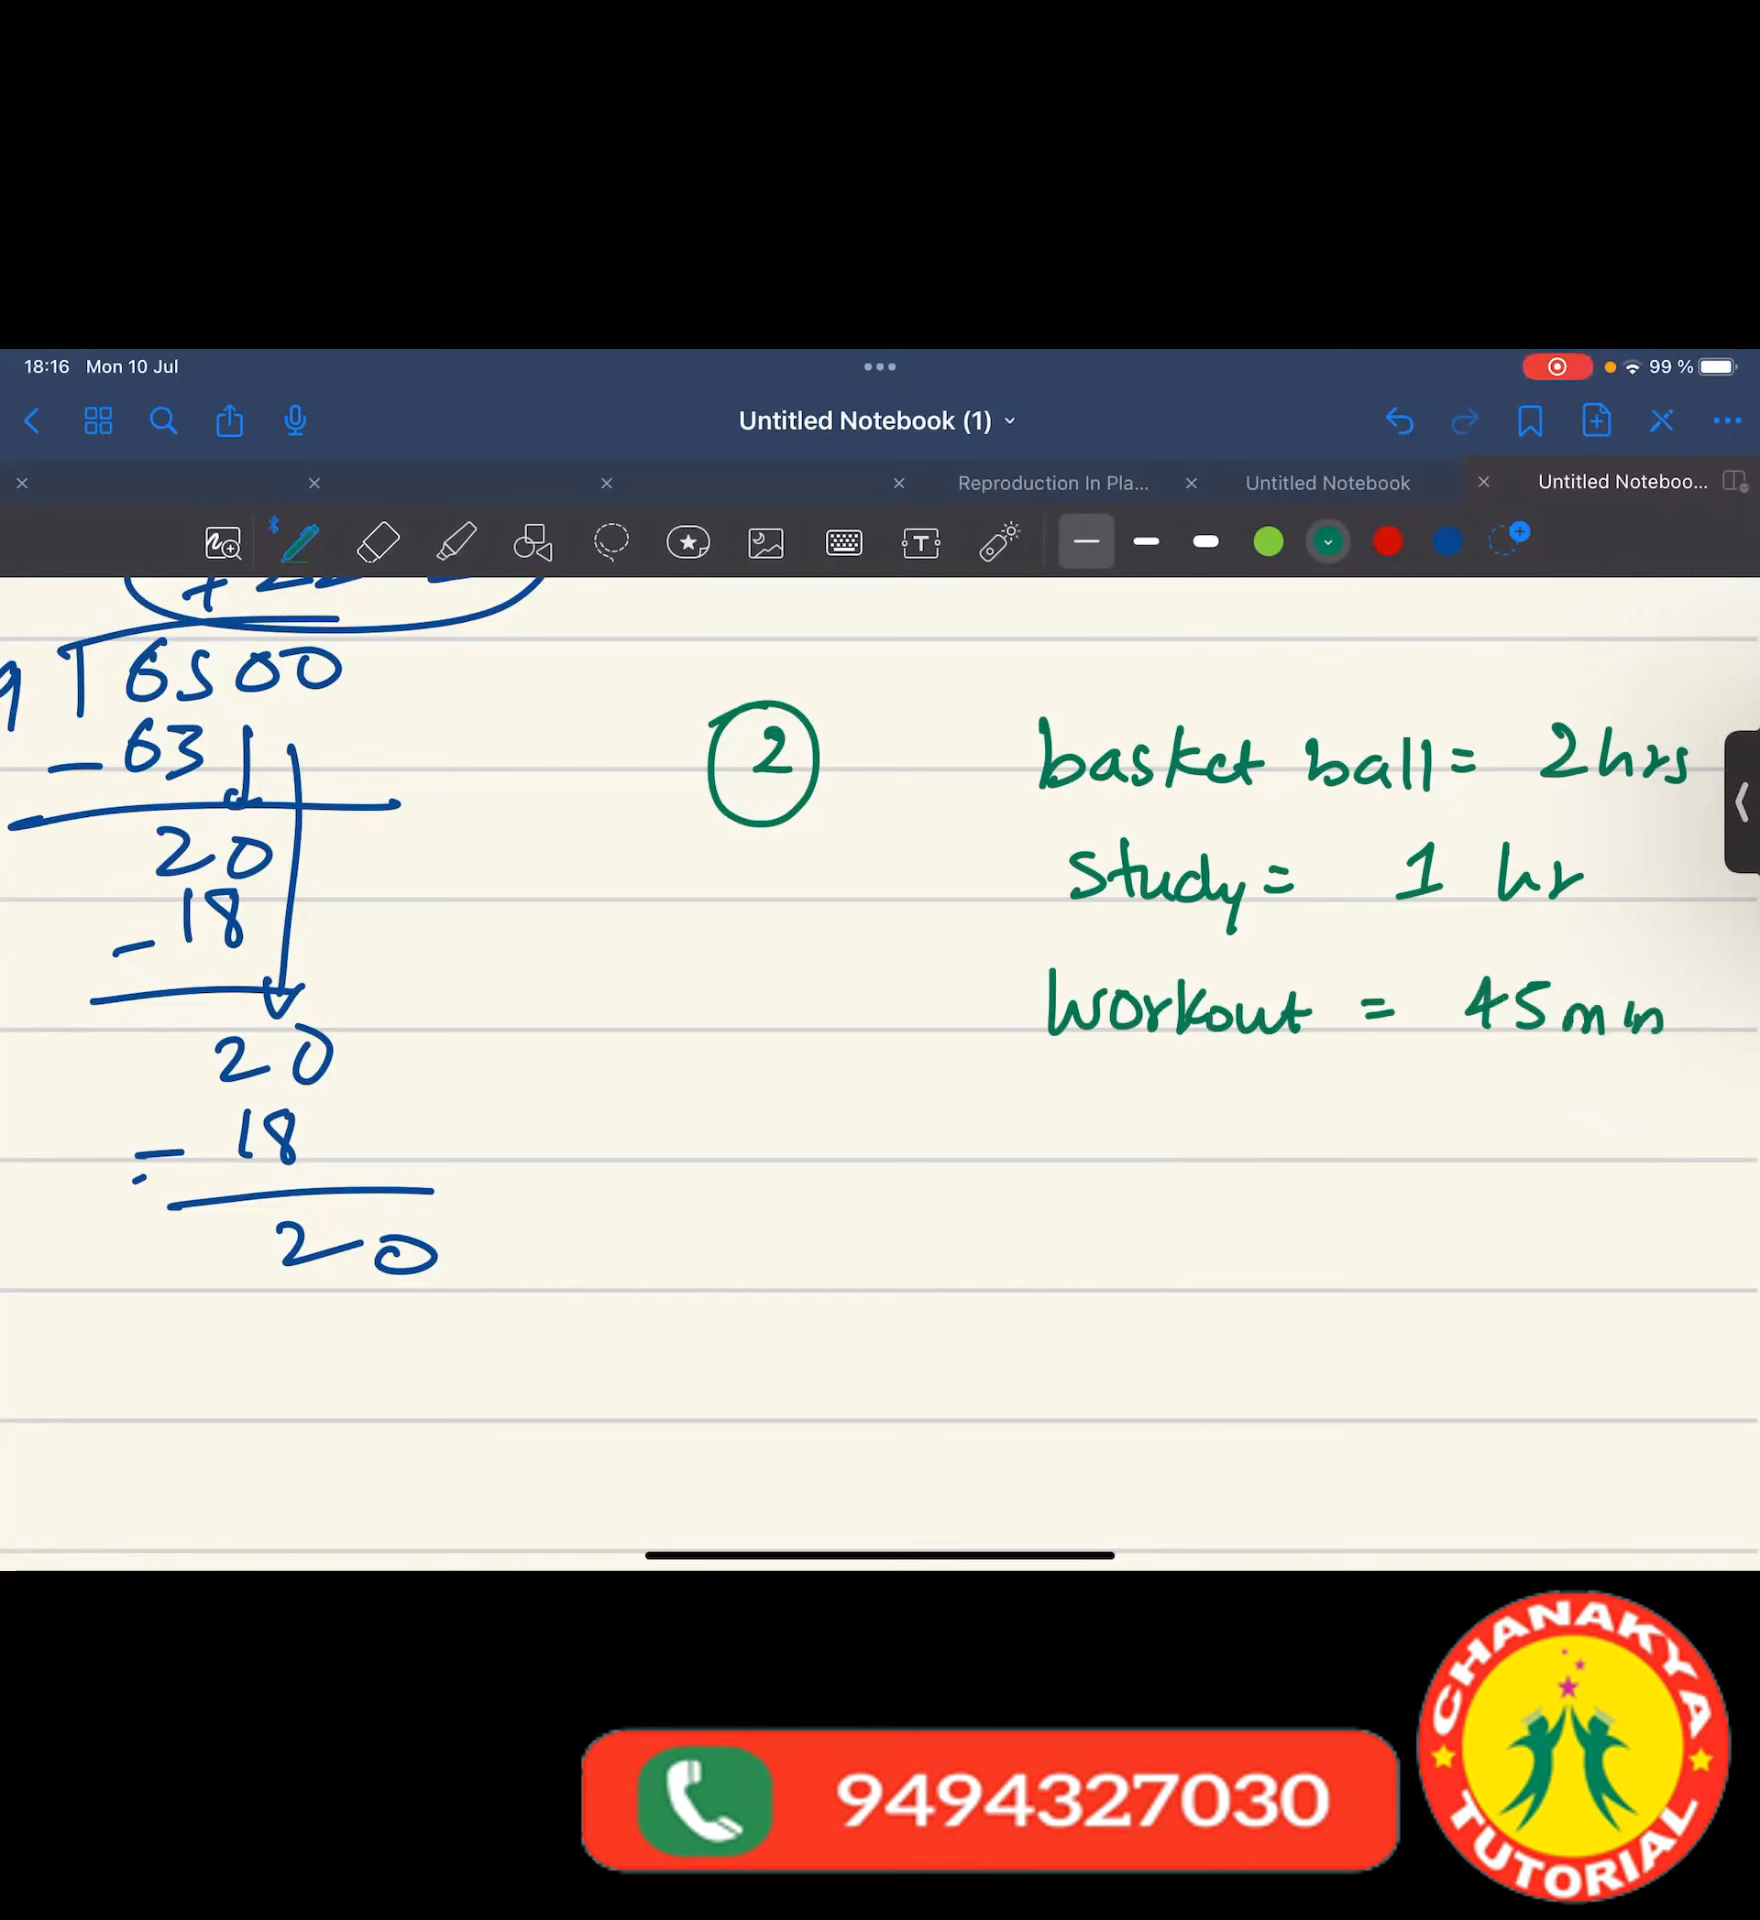 18:16 Mon 10 Jul
99 %
Untitled Notebook (1)
Reproduction In Pla...
Untitled Notebook
Untitled Noteboo...
T
9 6500
- 63
20
- 18
20
- 18
20
2
basket ball = 2hrs
study = 1 hr
Workout = 45 min
9494327030
CHANAKYA
TUTORIAL